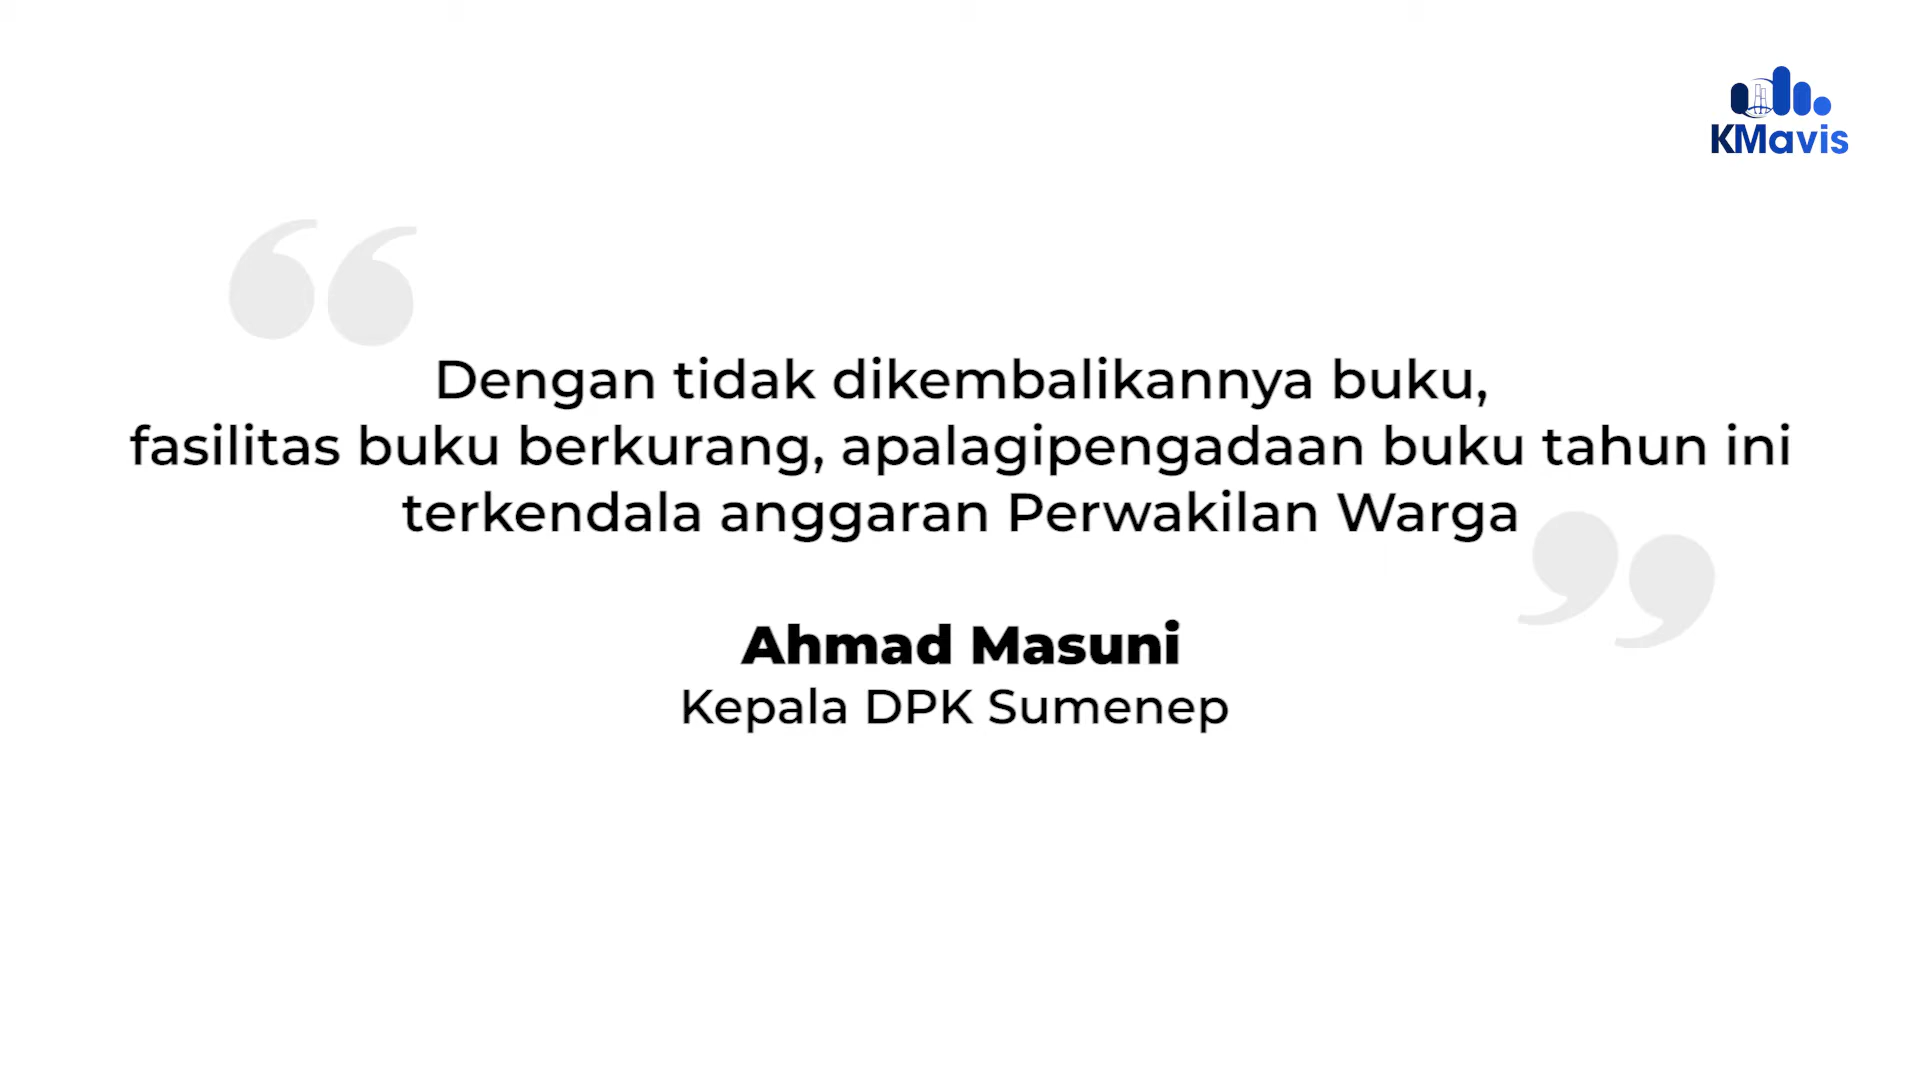 KMavis
Dengan tidak dikembalikannya buku,
fasilitas buku berkurang, apalagipengadaan buku tahun ini
terkendala anggaran Perwakilan Warga
Ahmad Masuni
Kepala DPK Sumenep